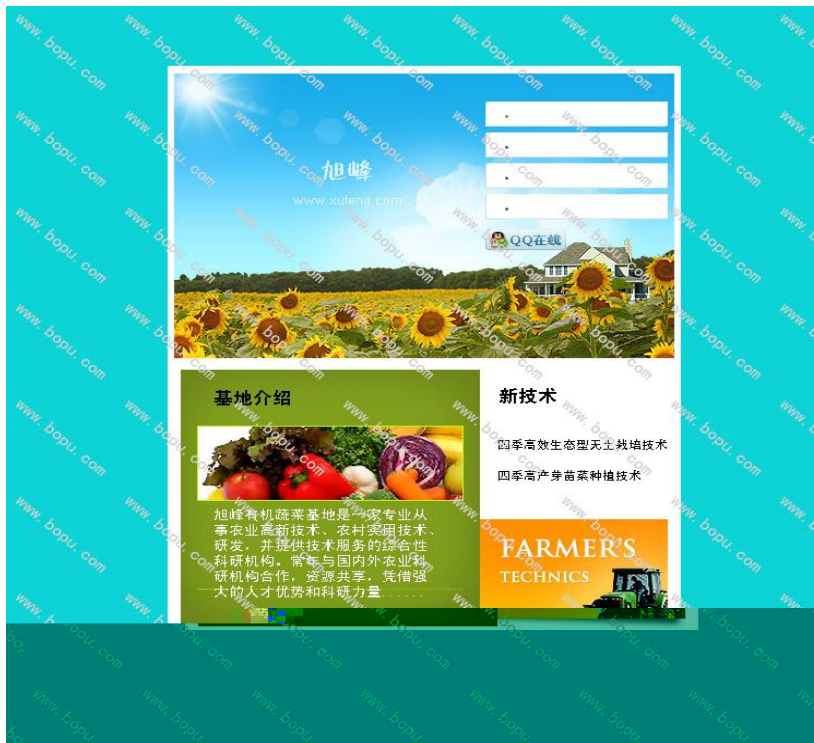 旭峰
www.xufeng.com
QQ在线
基地介绍
旭峰有机蔬菜基地是一家专业从
事农业高新技术、农村实用技术、
研发，并提供技术服务的综合性
科研机构。常年与国内外农业科
研机构合作，资源共享，凭借强
大的人才优势和科研力量......
新技术
四季高效生态型无土栽培技术
四季高产芽苗菜种植技术
FARMER'S
TECHNICS
www.bopu.com